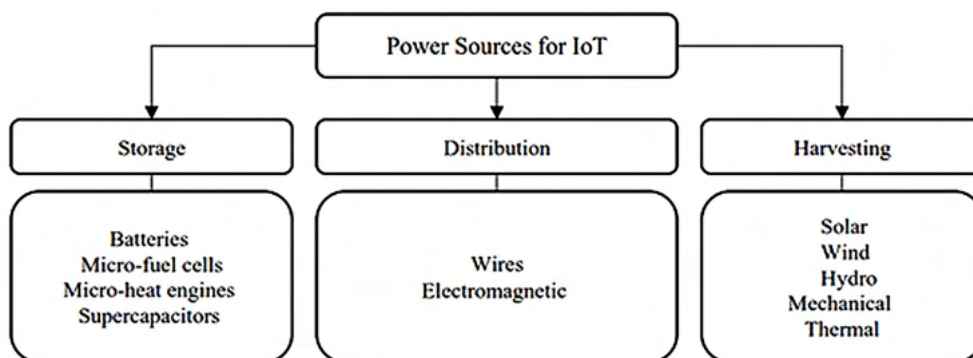 Power Sources for IoT
Storage
Distribution
Harvesting
Batteries
Micro-fuel cells
Micro-heat engines
Supercapacitors
Wires
Electromagnetic
Solar
Wind
Hydro
Mechanical
Thermal